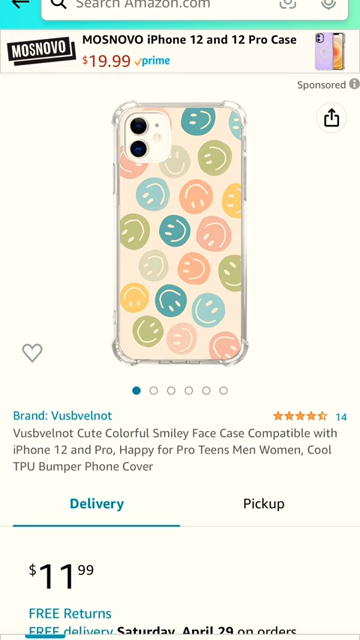 Search Amazon.com
MOSNOVO
MOSNOVO iPhone 12 and 12 Pro Case
$19.99 prime
Sponsored
Brand: Vusbvelnot
14
Vusbvelnot Cute Colorful Smiley Face Case Compatible with
iPhone 12 and Pro, Happy for Pro Teens Men Women, Cool
TPU Bumper Phone Cover
Delivery
Pickup
$11 99
FREE Returns
FREE delivery Saturday, April 29 on orders